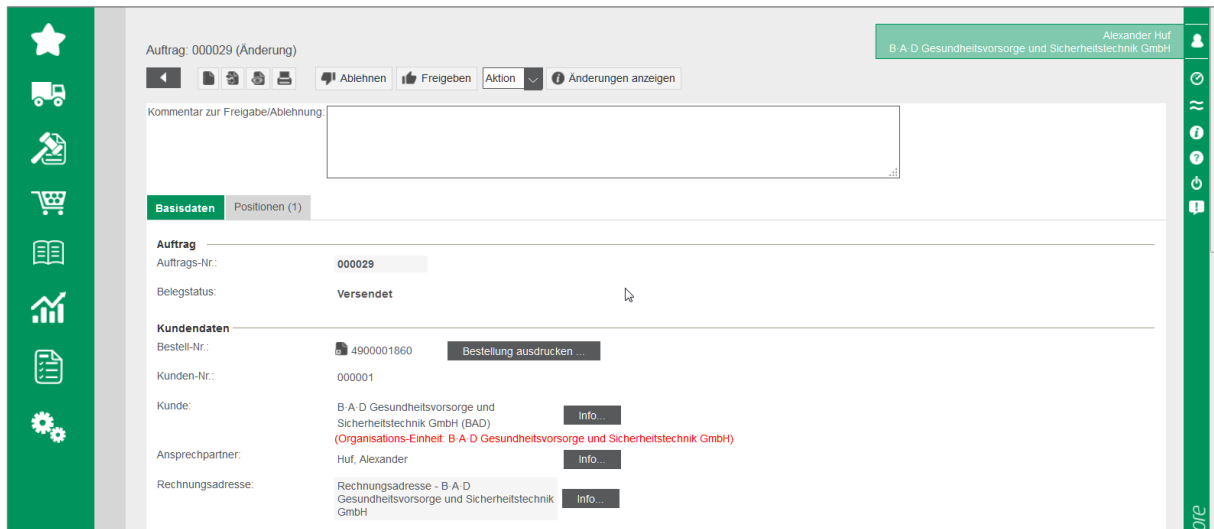 Alexander Huf
B·A·D Gesundheitsvorsorge und Sicherheitstechnik GmbH
Auftrag: 000029 (Änderung)
Ablehnen Freigeben Aktion Änderungen anzeigen
Kommentar zur Freigabe/Ablehnung:
Basisdaten Positionen (1)
Auftrag
Auftrags-Nr.: 000029
Belegstatus: Versendet
Kundendaten
Bestell-Nr.: 4900001860 Bestellung ausdrucken ...
Kunden-Nr.: 000001
Kunde: B·A·D Gesundheitsvorsorge und
Sicherheitstechnik GmbH (BAD) Info...
(Organisations-Einheit: B·A·D Gesundheitsvorsorge und Sicherheitstechnik GmbH)
Ansprechpartner: Huf, Alexander Info...
Rechnungsadresse: Rechnungsadresse - B·A·D
Gesundheitsvorsorge und Sicherheitstechnik Info...
GmbH